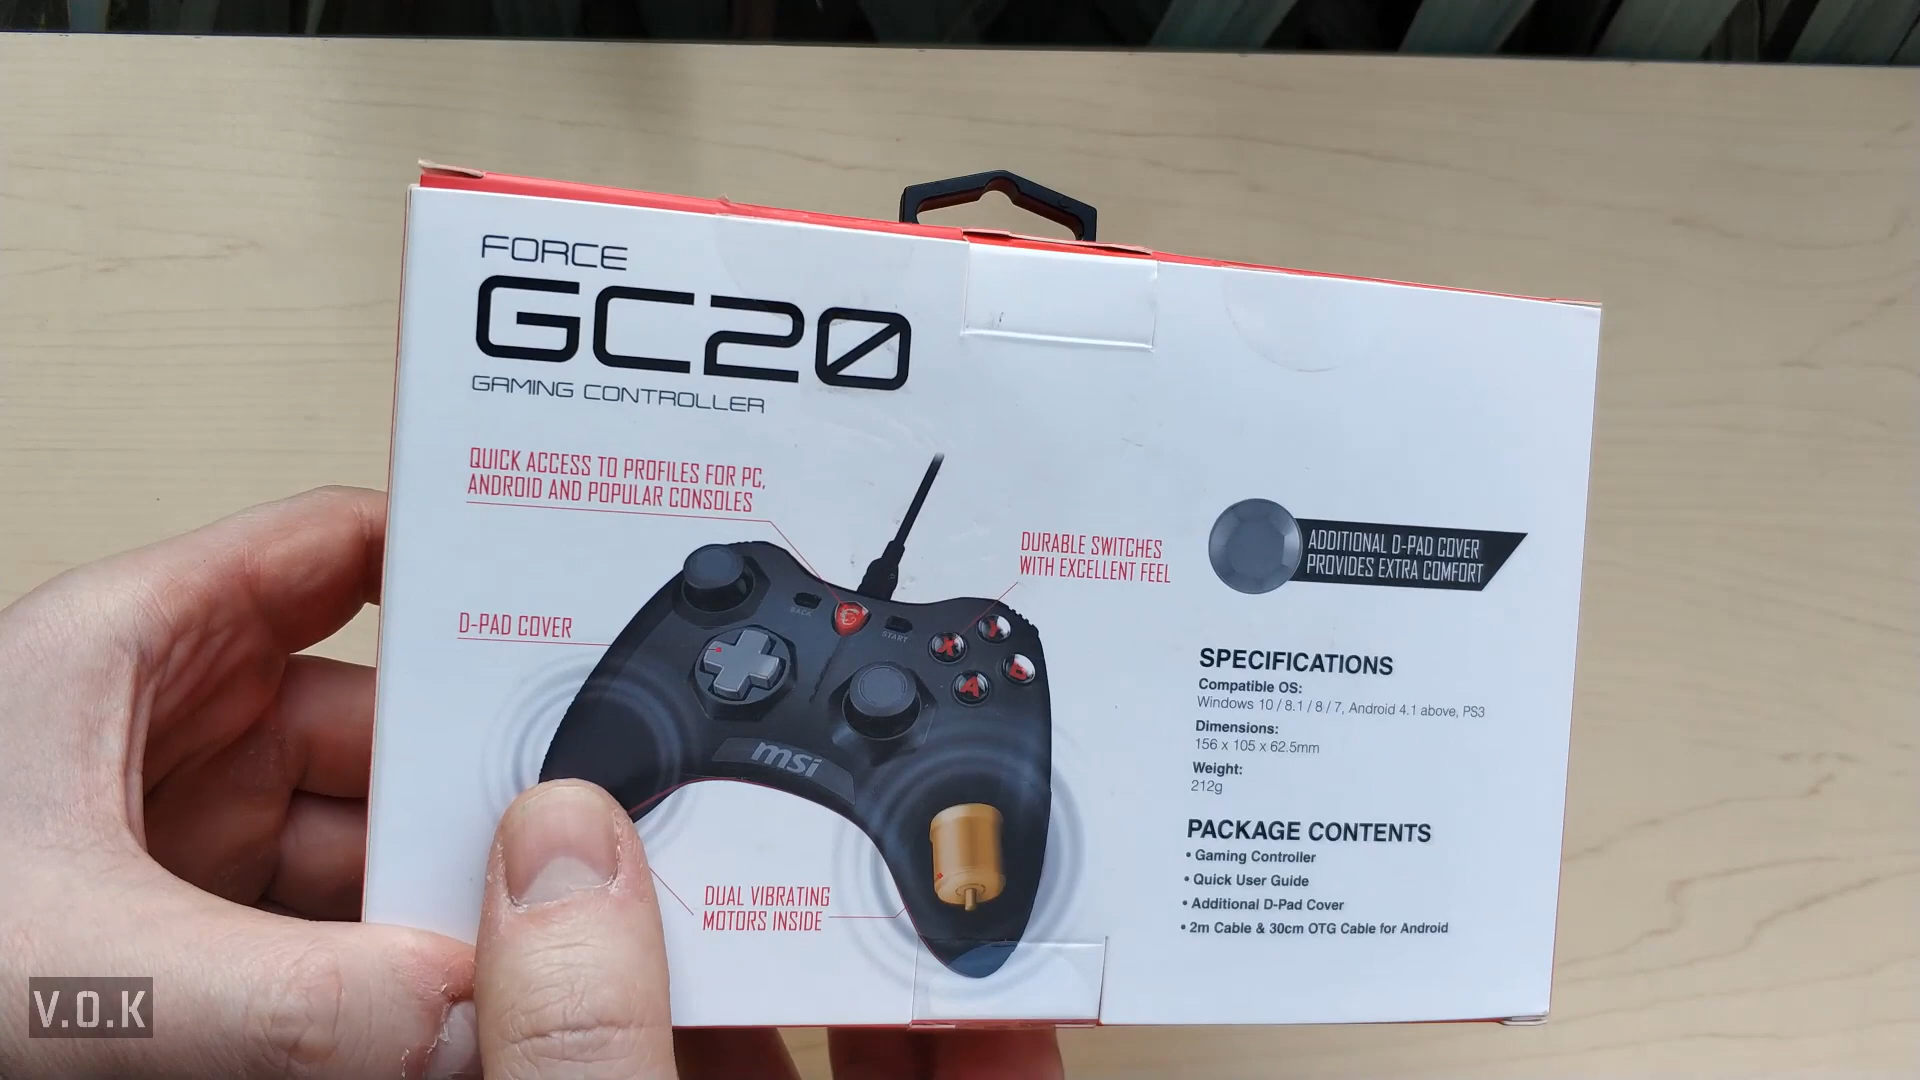 FORCE
GC20
GAMING CONTROLLER
QUICK ACCESS TO PROFILES FOR PC,
ANDROID AND POPULAR CONSOLES
DURABLE SWITCHES
WITH EXCELLENT FEEL
ADDITIONAL D-PAD COVER
PROVIDES EXTRA COMFORT
D-PAD COVER
BACK
START
X
Y
B
A
msi
DUAL VIBRATING
MOTORS INSIDE
SPECIFICATIONS
Compatible OS:
Windows 10 / 8.1 / 8 / 7, Android 4.1 above, PS3
Dimensions:
156 x 105 x 62.5mm
Weight:
212g
PACKAGE CONTENTS
• Gaming Controller
• Quick User Guide
• Additional D-Pad Cover
• 2m Cable & 30cm OTG Cable for Android
V.O.K